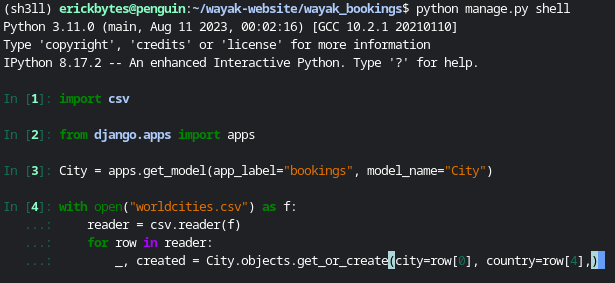 (sh3ll) erickbytes@penguin:~/wayak-website/wayak_bookings$ python manage.py shell
Python 3.11.0 (main, Aug 11 2023, 00:02:16) [GCC 10.2.1 20210110]
Type 'copyright', 'credits' or 'license' for more information
IPython 8.17.2 -- An enhanced Interactive Python. Type '?' for help.
In [1]: import csv
In [2]: from django.apps import apps
In [3]: City = apps.get_model(app_label="bookings", model_name="City")
In [4]: with open("worldcities.csv") as f:
   ...:     reader = csv.reader(f)
   ...:     for row in reader:
   ...:         _, created = City.objects.get_or_create(city=row[0], country=row[4],)